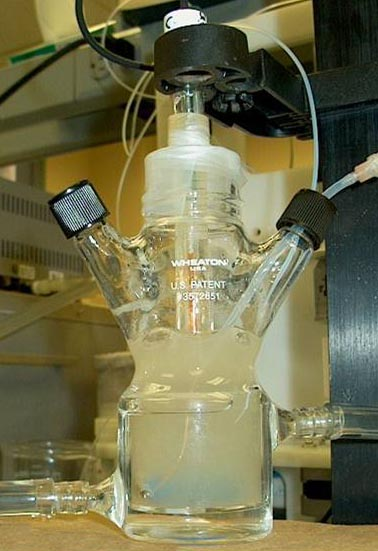 WHEATON
USA
U.S. PATENT
#3572651